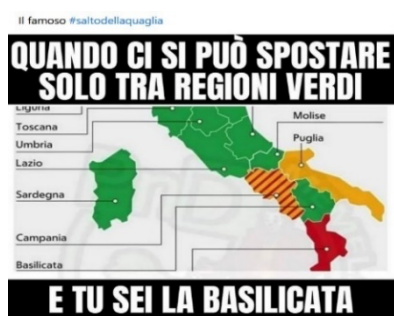 Il famoso #saltodellaquaglia
QUANDO CI SI PUÒ SPOSTARE
SOLO TRA REGIONI VERDI
Liguria
Toscana
Umbria
Lazio
Sardegna
Campania
Basilicata
Molise
Puglia
E TU SEI LA BASILICATA